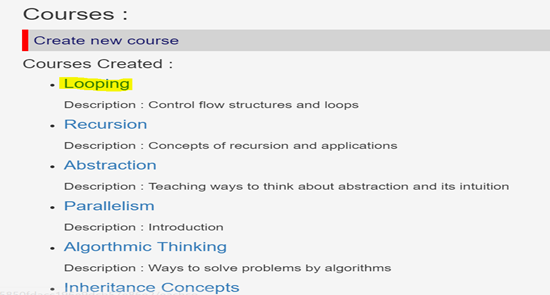 Courses :
Create new course
Courses Created :
Looping
Description : Control flow structures and loops
Recursion
Description : Concepts of recursion and applications
Abstraction
Description : Teaching ways to think about abstraction and its intuition
Parallelism
Description : Introduction
Algorthmic Thinking
Description : Ways to solve problems by algorithms
Inheritance Concepts